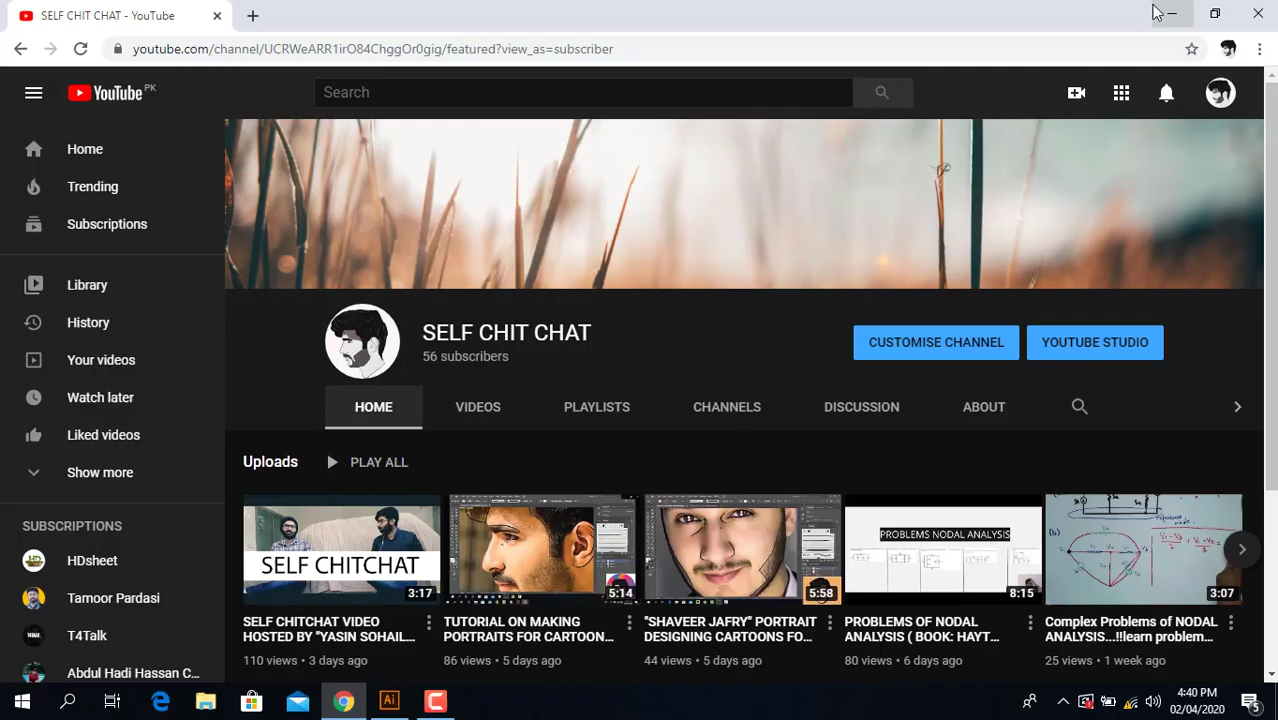 SELF CHIT CHAT - YouTube
youtube.com/channel/UCRWeARR1irO84ChggOr0gig/featured?view_as=subscriber
YouTube PK
Search
Home
Trending
Subscriptions
Library
History
Your videos
Watch later
Liked videos
Show more
SUBSCRIPTIONS
HDsheet
Tamoor Pardasi
T4Talk
Abdul Hadi Hassan C...
SELF CHIT CHAT
56 subscribers
CUSTOMISE CHANNEL
YOUTUBE STUDIO
HOME VIDEOS PLAYLISTS CHANNELS DISCUSSION ABOUT
Uploads PLAY ALL
SELF CHITCHAT
3:17
SELF CHITCHAT VIDEO
HOSTED BY "YASIN SOHAIL...
110 views • 3 days ago
5:14
TUTORIAL ON MAKING
PORTRAITS FOR CARTOON...
86 views • 5 days ago
5:58
"SHAVEER JAFRY" PORTRAIT
DESIGNING CARTOONS FO...
44 views • 5 days ago
PROBLEMS NODAL ANALYSIS
8:15
PROBLEMS OF NODAL
ANALYSIS ( BOOK: HAYT...
80 views • 6 days ago
3:07
Complex Problems of NODAL
ANALYSIS...!!learn problem...
25 views • 1 week ago
Ai
4:40 PM
02/04/2020
5